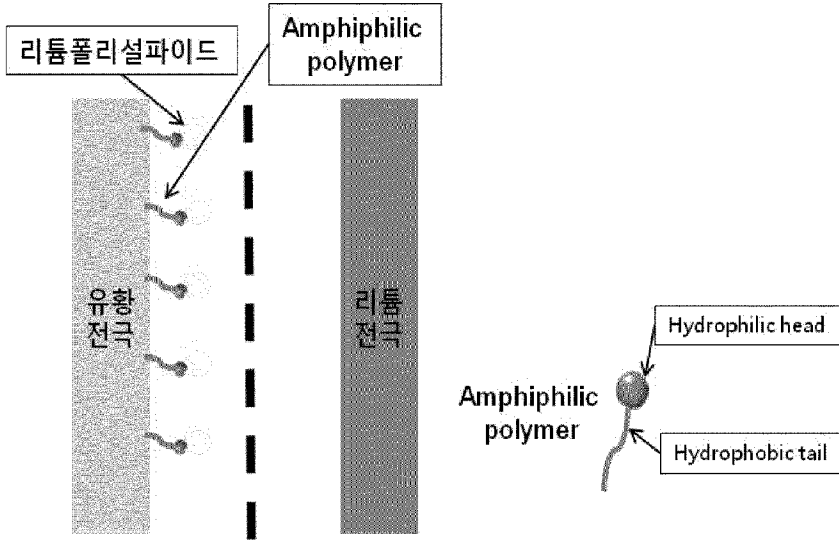 리튬폴리설파이드
Amphiphilic
polymer
유황
전극
리튬
전극
Amphiphilic
polymer
Hydrophilic head
Hydrophobic tail